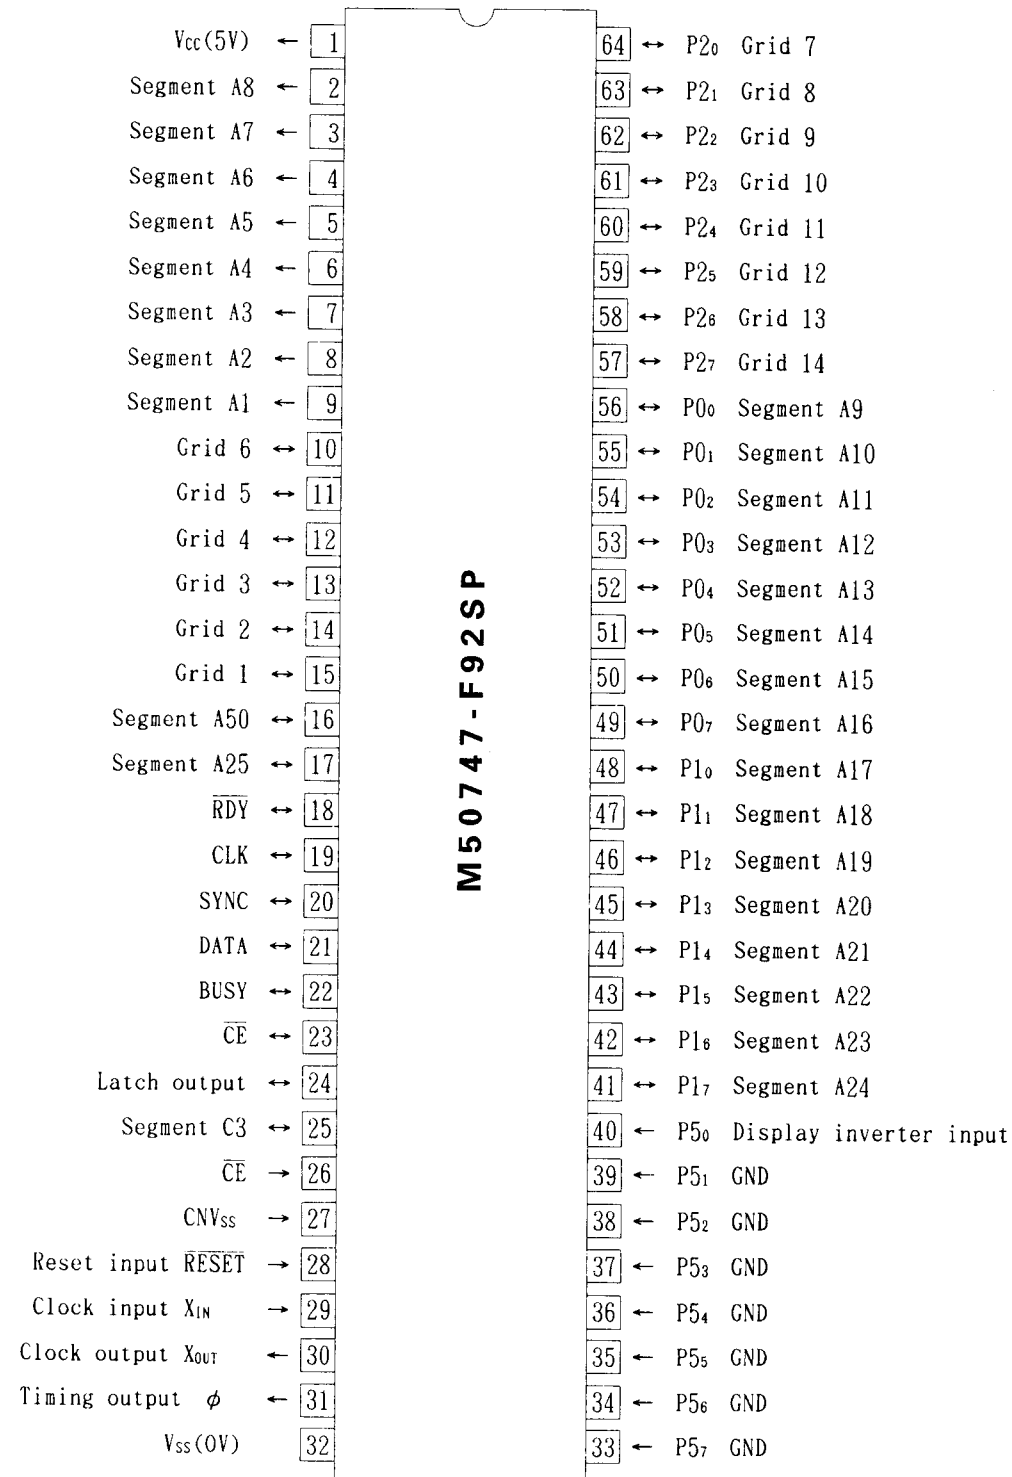 Vcc(5V) ← 1
Segment A8 ← 2
Segment A7 ← 3
Segment A6 ← 4
Segment A5 ← 5
Segment A4 ← 6
Segment A3 ← 7
Segment A2 ← 8
Segment A1 ← 9
Grid 6 ↔ 10
Grid 5 ↔ 11
Grid 4 ↔ 12
Grid 3 ↔ 13
Grid 2 ↔ 14
Grid 1 ↔ 15
Segment A50 ↔ 16
Segment A25 ↔ 17
RDY ↔ 18
CLK ↔ 19
SYNC ↔ 20
DATA ↔ 21
BUSY ↔ 22
CE ↔ 23
Latch output ↔ 24
Segment C3 ↔ 25
CE → 26
CNVss → 27
Reset input RESET → 28
Clock input XIN → 29
Clock output XOUT ← 30
Timing output φ ← 31
Vss(0V) 32
M50747-F92SP
64 ↔ P20 Grid 7
63 ↔ P21 Grid 8
62 ↔ P22 Grid 9
61 ↔ P23 Grid 10
60 ↔ P24 Grid 11
59 ↔ P25 Grid 12
58 ↔ P26 Grid 13
57 ↔ P27 Grid 14
56 ↔ P00 Segment A9
55 ↔ P01 Segment A10
54 ↔ P02 Segment A11
53 ↔ P03 Segment A12
52 ↔ P04 Segment A13
51 ↔ P05 Segment A14
50 ↔ P06 Segment A15
49 ↔ P07 Segment A16
48 ↔ P10 Segment A17
47 ↔ P11 Segment A18
46 ↔ P12 Segment A19
45 ↔ P13 Segment A20
44 ↔ P14 Segment A21
43 ↔ P15 Segment A22
42 ↔ P16 Segment A23
41 ↔ P17 Segment A24
40 ← P50 Display inverter input
39 ← P51 GND
38 ← P52 GND
37 ← P53 GND
36 ← P54 GND
35 ← P55 GND
34 ← P56 GND
33 ← P57 GND